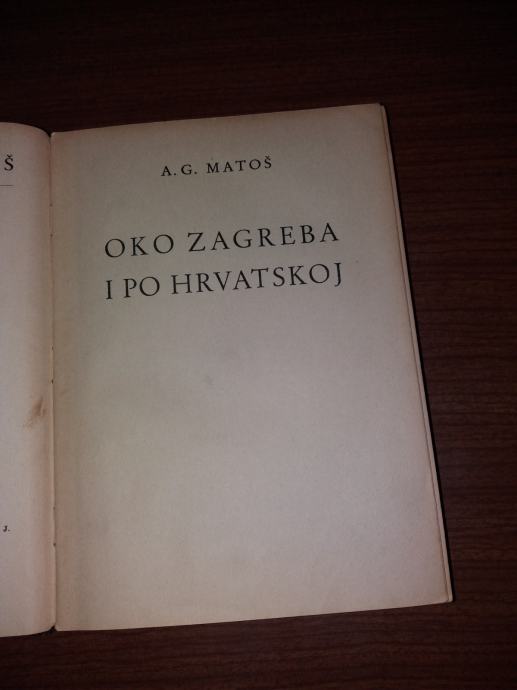 Š
A. G. MATOŠ
OKO ZAGREBA
I PO HRVATSKOJ
J.